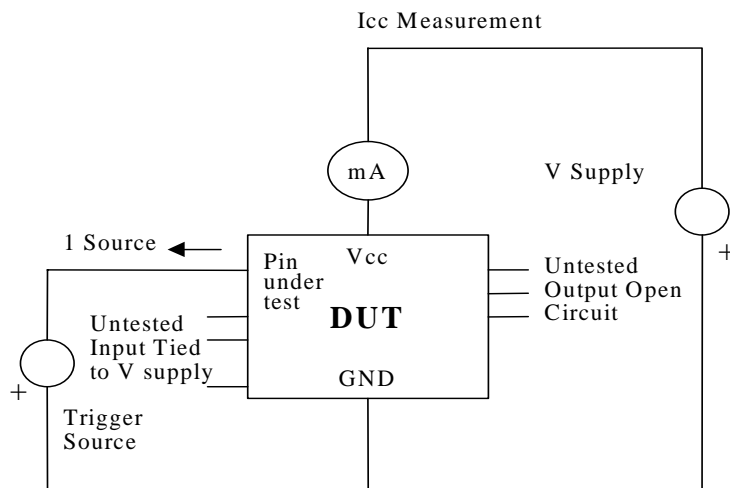 Icc Measurement
mA
V Supply
+
1 Source
Vcc
Pin
under
test
DUT
GND
Untested
Output Open
Circuit
Untested
Input Tied
to V supply
+
Trigger
Source